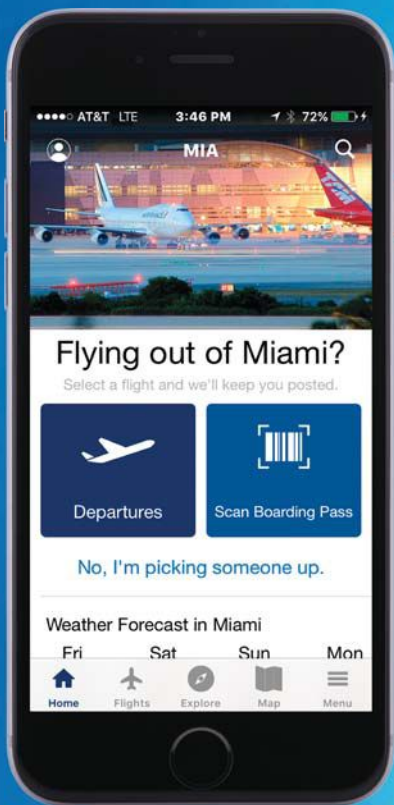 AT&T LTE 3:46 PM 72%
MIA
Flying out of Miami?
Select a flight and we'll keep you posted.
Departures
Scan Boarding Pass
No, I'm picking someone up.
Weather Forecast in Miami
Fri Sat Sun Mon
Home Flights Explore Map Menu